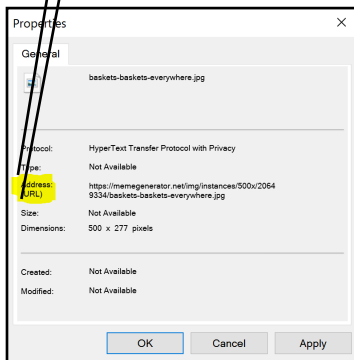 Properties
General
baskets-baskets-everywhere.jpg
Protocol: HyperText Transfer Protocol with Privacy
Type: Not Available
Address: https://memegenerator.net/img/instances/500x/2064
(URL) 9334/baskets-baskets-everywhere.jpg
Size: Not Available
Dimensions: 500 x 277 pixels
Created: Not Available
Modified: Not Available
OK Cancel Apply